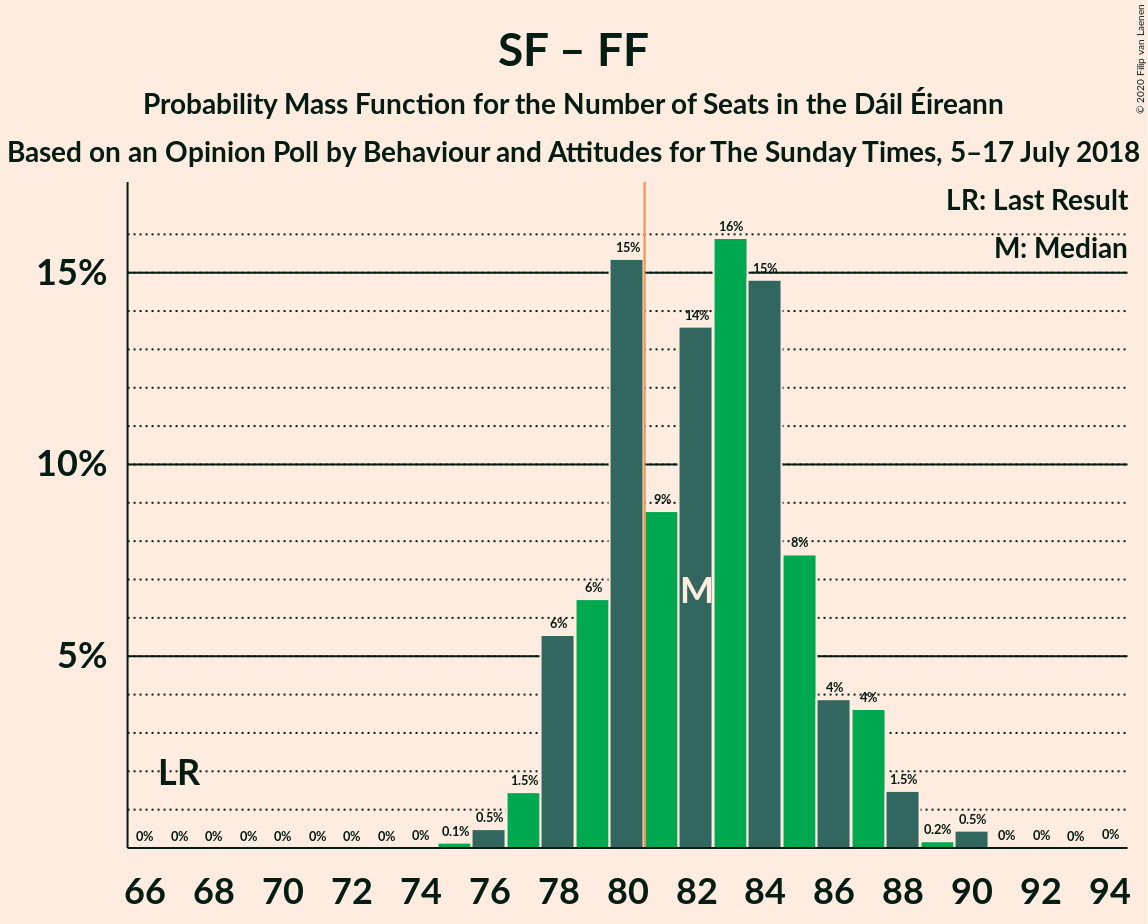 SF – FF
Probability Mass Function for the Number of Seats in the Dáil Éireann
Based on an Opinion Poll by Behaviour and Attitudes for The Sunday Times, 5–17 July 2018
© 2020 Filip van Laenen
LR: Last Result
M: Median
15%
10%
5%
0% 0% 0% 0% 0% 0% 0% 0% 0% 0.1% 0.5% 1.5% 6% 6% 15% 9% 14% 16% 15% 8% 4% 4% 1.5% 0.2% 0.5% 0% 0% 0% 0%
LR
M
66 68 70 72 74 76 78 80 82 84 86 88 90 92 94